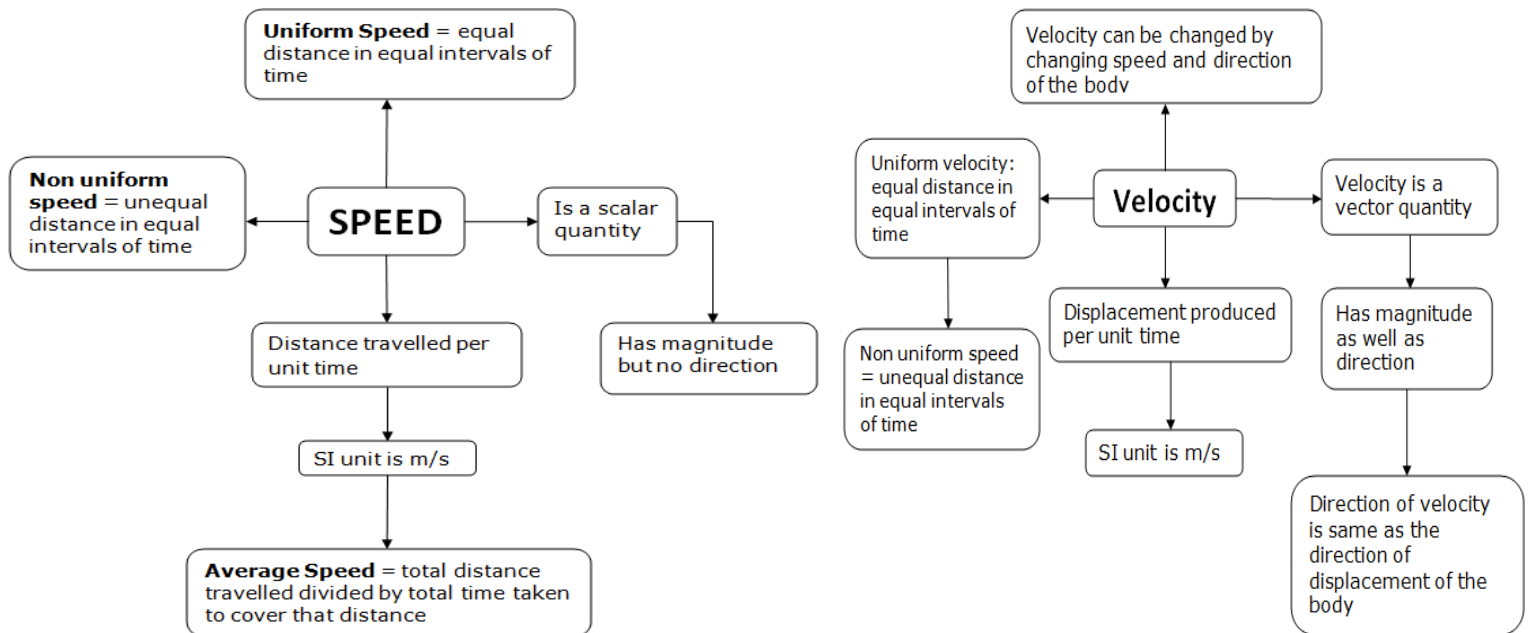 Uniform Speed = equal
distance in equal intervals of
time
Non uniform
speed = unequal
distance in equal
intervals of time
SPEED
Is a scalar
quantity
Has magnitude
but no direction
Distance travelled per
unit time
SI unit is m/s
Average Speed = total distance
travelled divided by total time taken
to cover that distance
Velocity can be changed by
changing speed and direction
of the body
Uniform velocity:
equal distance in
equal intervals of
time
Velocity
Velocity is a
vector quantity
Non uniform speed
= unequal distance
in equal intervals
of time
Displacement produced
per unit time
SI unit is m/s
Has magnitude
as well as
direction
Direction of velocity
is same as the
direction of
displacement of the
body